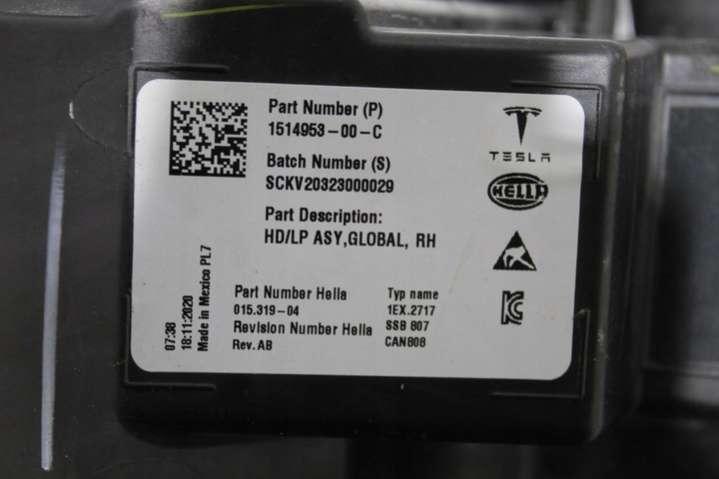 Part Number (P)
1514953-00-C
Batch Number (S)
SCKV20323000029
Part Description:
HD/LP ASY,GLOBAL, RH
TESLA
HELLA
07:38
18:11:2020
Made in Mexico PL7
Part Number Hella
015.319-04
Revision Number Hella
Rev. AB
Typ name
1EX.2717
SSB 807
CAN808